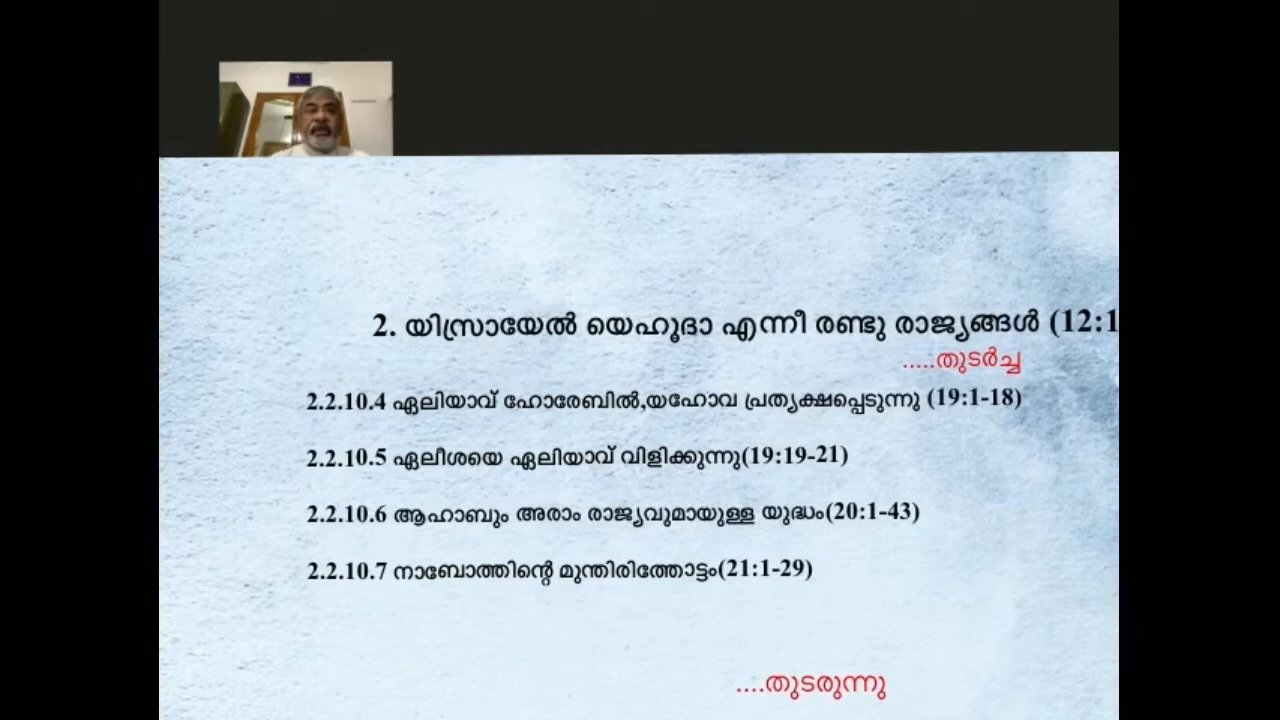 2. യിസ്രായേൽ യെഹൂദാ എന്നീ രണ്ടു രാജ്യങ്ങൾ (12:1
.....തുടർച്ച
2.2.10.4 ഏലിയാവ് ഹോരേബിൽ,യഹോവ പ്രത്യക്ഷപ്പെടുന്നു (19:1-18)
2.2.10.5 ഏലീശയെ ഏലിയാവ് വിളിക്കുന്നു(19:19-21)
2.2.10.6 ആഹാബും അരാം രാജ്യവുമായുള്ള യുദ്ധം(20:1-43)
2.2.10.7 നാബോത്തിന്റെ മുന്തിരിത്തോട്ടം(21:1-29)
....തുടരുന്നു